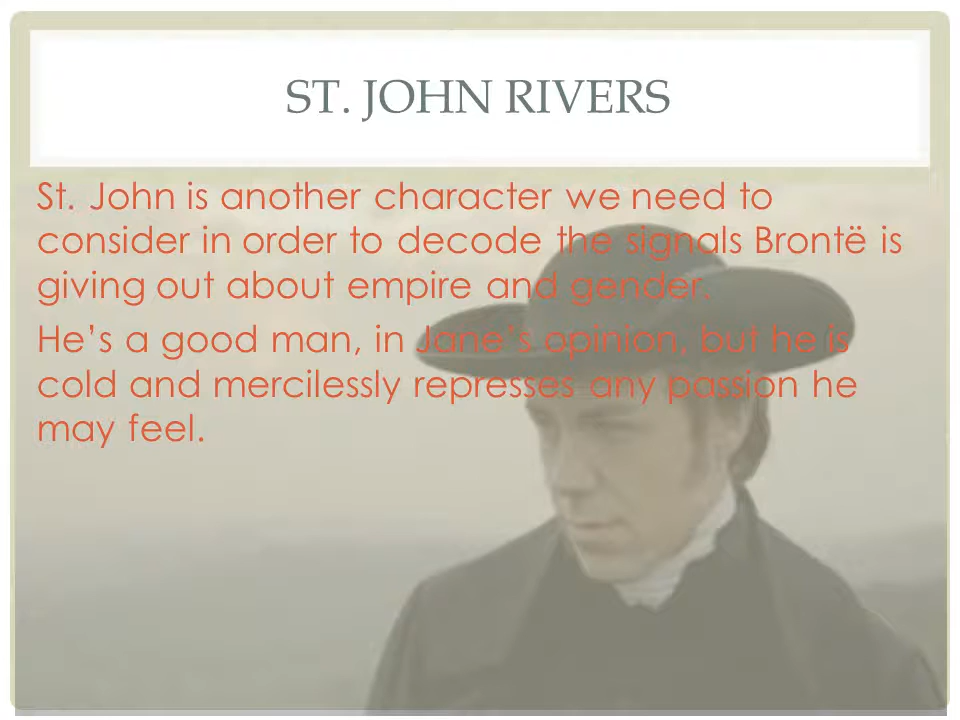 ST. JOHN RIVERS
St. John is another character we need to
consider in order to decode the signals Brontë is
giving out about empire and gender.
He’s a good man, in Jane’s opinion, but he is
cold and mercilessly represses any passion he
may feel.